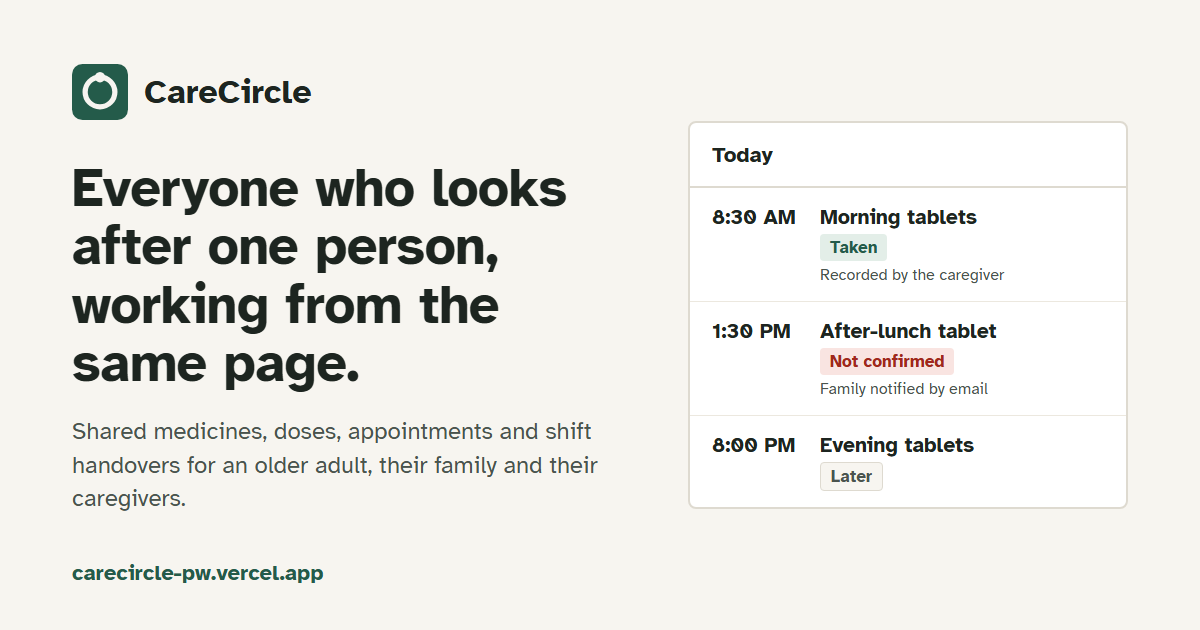 CareCircle
Everyone who looks
after one person,
working from the
same page.
Shared medicines, doses, appointments and shift
handovers for an older adult, their family and their
caregivers.
carecircle-pw.vercel.app
Today
8:30 AM Morning tablets
Taken
Recorded by the caregiver
1:30 PM After-lunch tablet
Not confirmed
Family notified by email
8:00 PM Evening tablets
Later